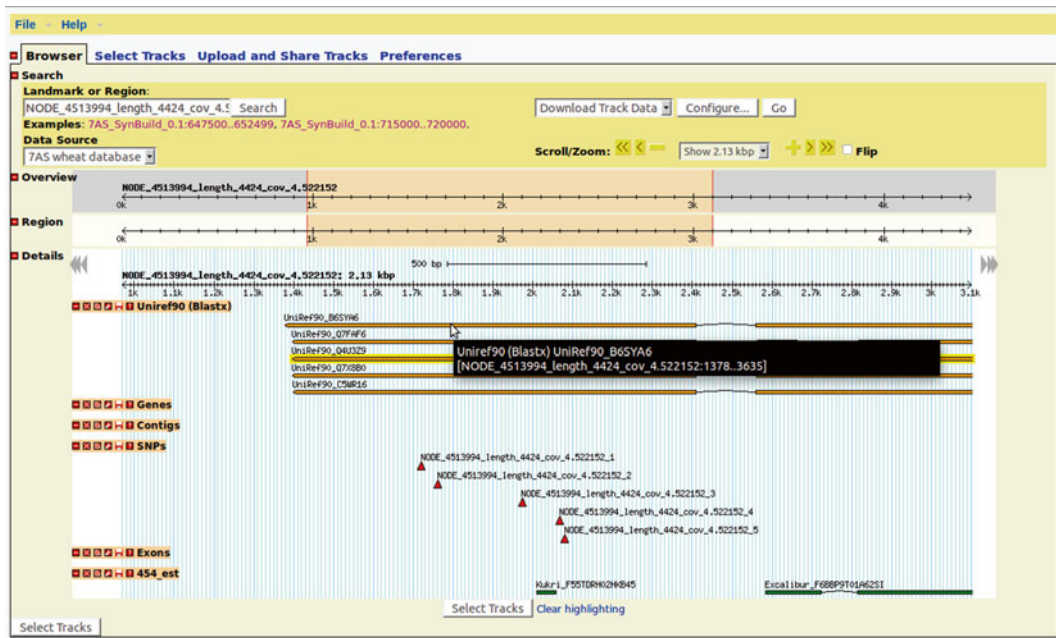 File Help
Browser Select Tracks Upload and Share Tracks Preferences
Search
Landmark or Region:
NODE_4513994_length_4424_cov_4.5 Search Download Track Data Configure... Go
Examples: 7AS_SynBuild_0.1:647500..652499, 7AS_SynBuild_0.1:715000..720000.
Data Source
7AS wheat database Scroll/Zoom: Show 2.13 kbp Flip
Overview
NODE_4513994_length_4424_cov_4.522152
0k 1k 2k 3k 4k
Region
0k 1k 2k 3k 4k
Details
500 bp
NODE_4513994_length_4424_cov_4.522152: 2.13 kbp
1k 1.1k 1.2k 1.3k 1.4k 1.5k 1.6k 1.7k 1.8k 1.9k 2k 2.1k 2.2k 2.3k 2.4k 2.5k 2.6k 2.7k 2.8k 2.9k 3k 3.1k
Uniref90 (Blastx)
UniRef90_B6SYA6
UniRef90_Q7FAF6
UniRef90_Q4U3Z9
UniRef90_Q7X8B0
UniRef90_C5WR16
Uniref90 (Blastx) UniRef90_B6SYA6
[NODE_4513994_length_4424_cov_4.522152:1378..3635]
Genes
Contigs
SNPs
NODE_4513994_length_4424_cov_4.522152_1
NODE_4513994_length_4424_cov_4.522152_2
NODE_4513994_length_4424_cov_4.522152_3
NODE_4513994_length_4424_cov_4.522152_4
NODE_4513994_length_4424_cov_4.522152_5
Exons
454_est
Kukri_F55TDRH02HKB45 Excalibur_F6BBP9T01A62SI
Select Tracks Clear highlighting
Select Tracks